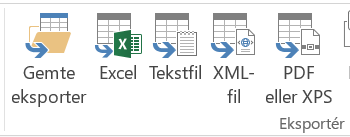 Gemte eksporter
Excel
Tekstfil
XML-
fil
PDF
eller XPS
Eksportér